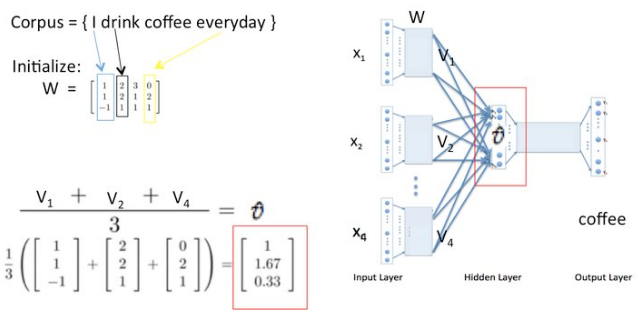 Corpus = { I drink coffee everyday }
Initialize:
W = [ 1 2 3 0
1 2 1 2
-1 1 1 1 ]
V₁ + V₂ + V₄
3
= v̂
1/3 ( [ 1 1 -1 ] + [ 2 2 1 ] + [ 0 2 1 ] ) = [ 1 1.67 0.33 ]
W
X₁
V₁
X₂
V₂
v̂
X₄
V₄
coffee
Input Layer
Hidden Layer
Output Layer